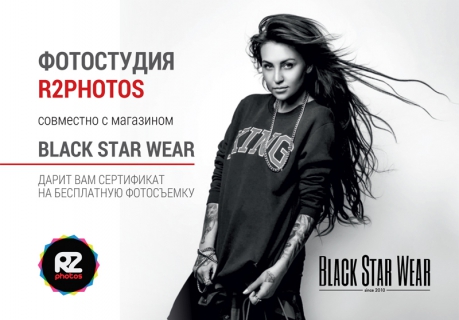 ФОТОСТУДИЯ
R2PHOTOS
совместно с магазином
BLACK STAR WEAR
ДАРИТ ВАМ СЕРТИФИКАТ
НА БЕСПЛАТНУЮ ФОТОСЪЕМКУ
KING
R2
photos
BLACK STAR WEAR
since 2010